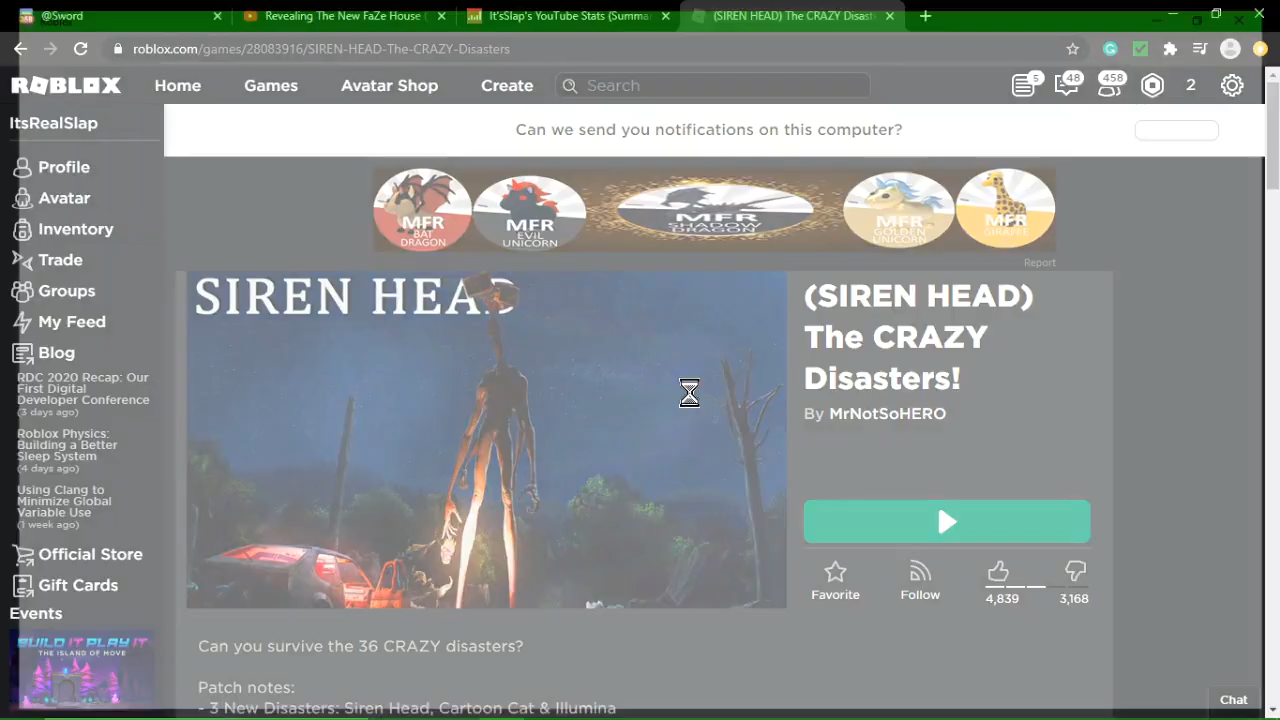 @Sword
Revealing The New FaZe House (
ItsSlap's YouTube Stats (Summar
(SIREN HEAD) The CRAZY Disast
roblox.com/games/28083916/SIREN-HEAD-The-CRAZY-Disasters
ROBLOX
Home
Games
Avatar Shop
Create
Search
5
48
458
2
ItsRealSlap
Can we send you notifications on this computer?
Profile
Avatar
Inventory
Trade
Groups
My Feed
Blog
RDC 2020 Recap: Our
First Digital
Developer Conference
(3 days ago)
Roblox Physics:
Building a Better
Sleep System
(4 days ago)
Using Clang to
Minimize Global
Variable Use
(1 week ago)
Official Store
Gift Cards
Events
BUILD IT PLAY IT
THE ISLAND OF MOVE
MFR
BAT
DRAGON
MFR
EVIL
UNICORN
MFR
SHADOW
DRAGON
MFR
GOLDEN
UNICORN
MFR
GIRAFFE
Report
SIREN HEAD
(SIREN HEAD)
The CRAZY
Disasters!
By MrNotSoHERO
Favorite
Follow
4,839
3,168
Can you survive the 36 CRAZY disasters?
Patch notes:
- 3 New Disasters: Siren Head, Cartoon Cat & Illumina
Chat